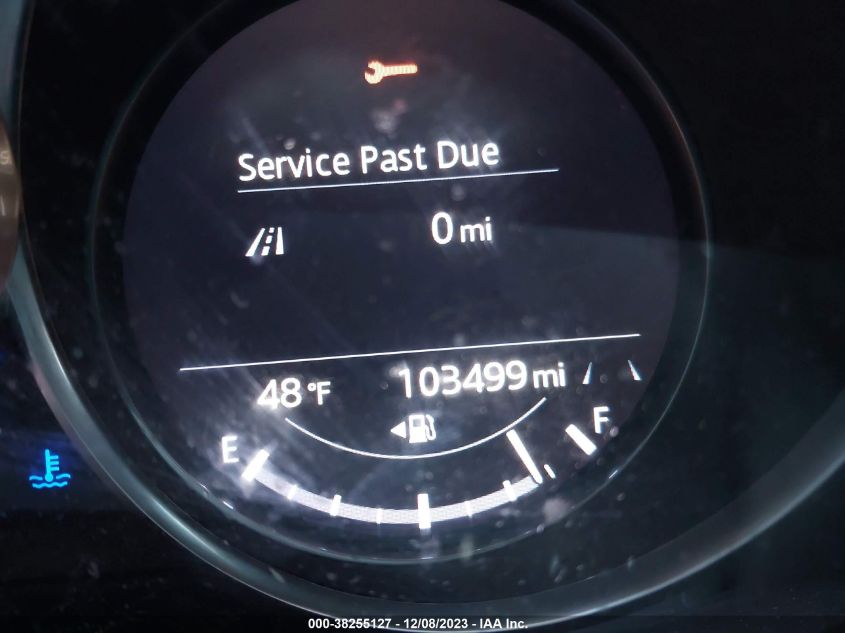 Service Past Due
0 mi
48 °F 103499 mi
E F
000-38255127 - 12/08/2023 - IAA Inc.